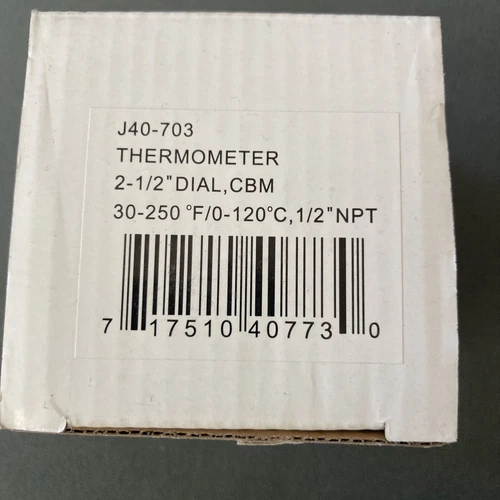 J40-703
THERMOMETER
2-1/2"DIAL,CBM
30-250 °F/0-120°C,1/2"NPT
7 17510 40773 0